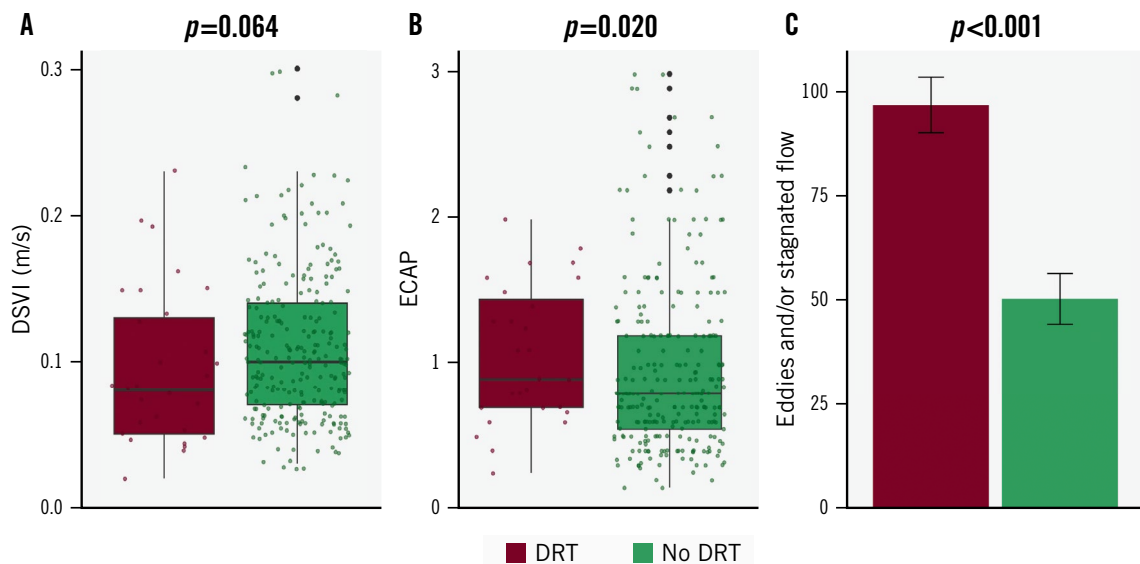 A
p=0.064
DSVI (m/s)
0.3
0.2
0.1
0.0
B
p=0.020
ECAP
3
2
1
0
C
p<0.001
Eddies and/or stagnated flow
100
75
50
25
0
DRT
No DRT